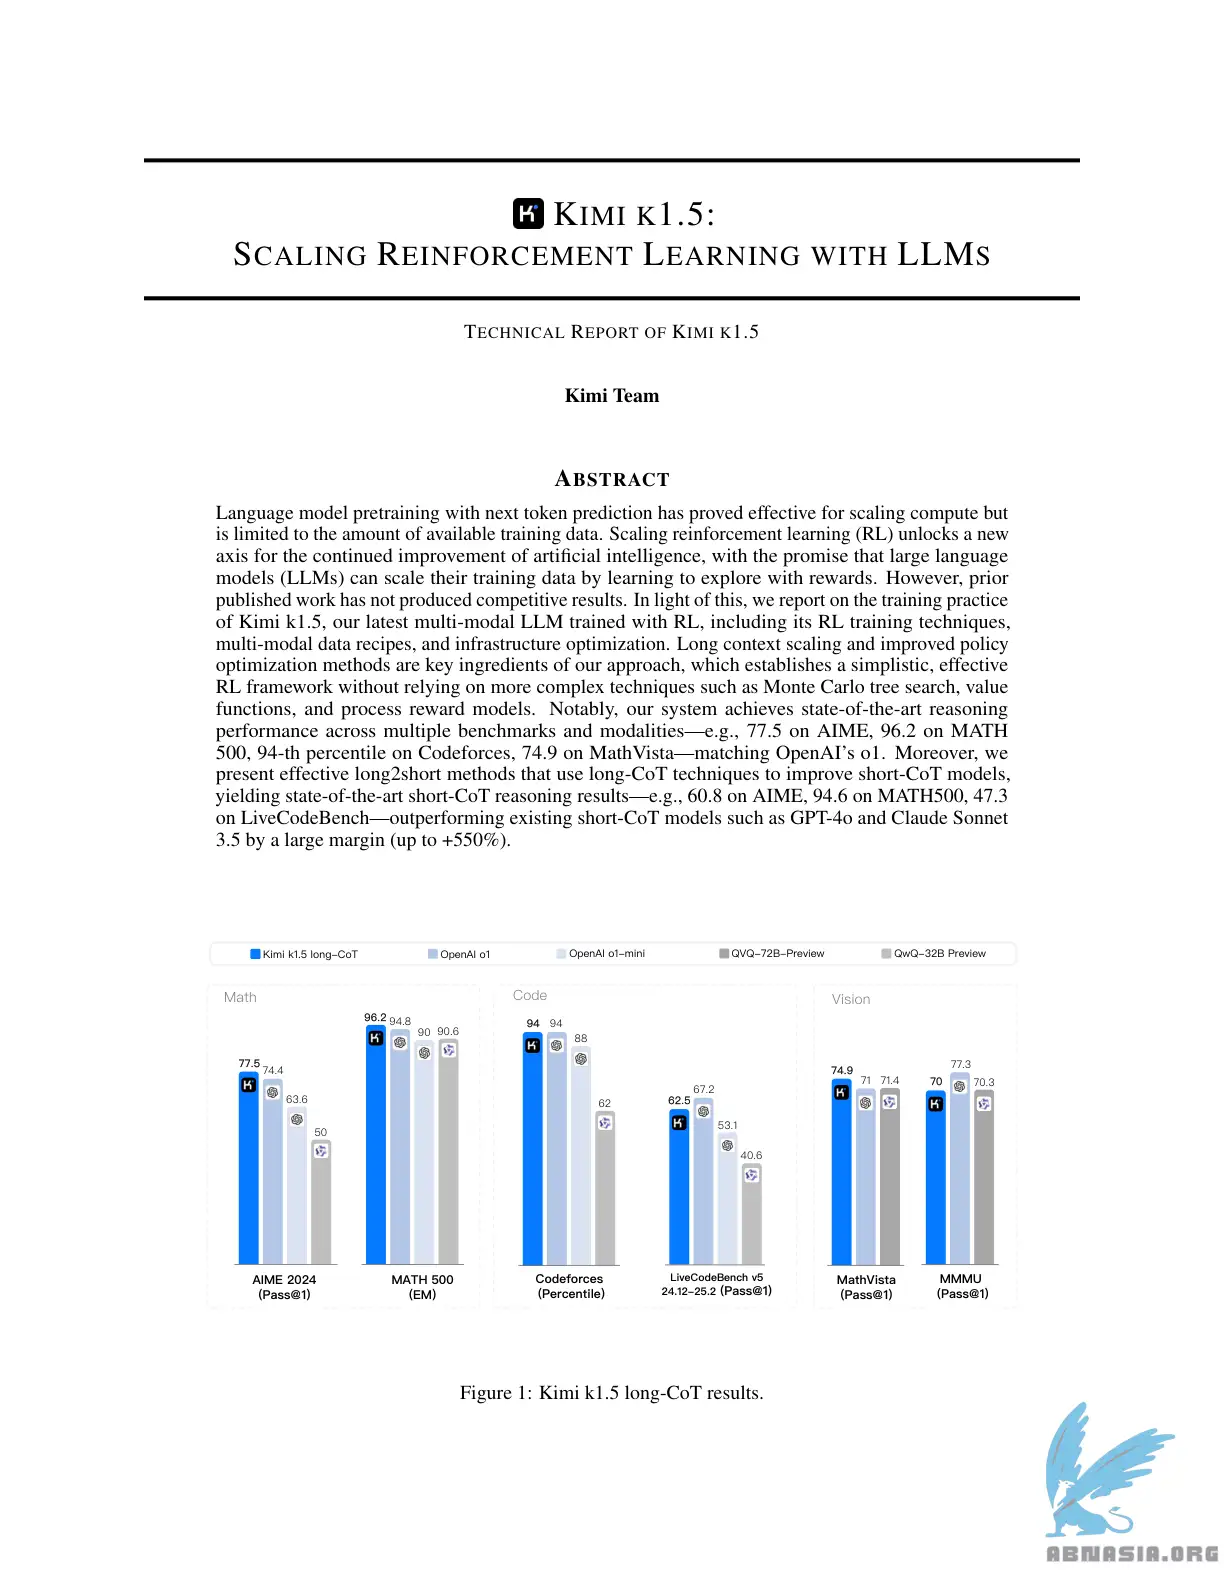 KIMI K1.5:
SCALING REINFORCEMENT LEARNING WITH LLMS
TECHNICAL REPORT OF KIMI K1.5
Kimi Team
ABSTRACT
Language model pretraining with next token prediction has proved effective for scaling compute but
is limited to the amount of available training data. Scaling reinforcement learning (RL) unlocks a new
axis for the continued improvement of artificial intelligence, with the promise that large language
models (LLMs) can scale their training data by learning to explore with rewards. However, prior
published work has not produced competitive results. In light of this, we report on the training practice
of Kimi k1.5, our latest multi-modal LLM trained with RL, including its RL training techniques,
multi-modal data recipes, and infrastructure optimization. Long context scaling and improved policy
optimization methods are key ingredients of our approach, which establishes a simplistic, effective
RL framework without relying on more complex techniques such as Monte Carlo tree search, value
functions, and process reward models. Notably, our system achieves state-of-the-art reasoning
performance across multiple benchmarks and modalities—e.g., 77.5 on AIME, 96.2 on MATH
500, 94-th percentile on Codeforces, 74.9 on MathVista—matching OpenAI's o1. Moreover, we
present effective long2short methods that use long-CoT techniques to improve short-CoT models,
yielding state-of-the-art short-CoT reasoning results—e.g., 60.8 on AIME, 94.6 on MATH500, 47.3
on LiveCodeBench—outperforming existing short-CoT models such as GPT-4o and Claude Sonnet
3.5 by a large margin (up to +550%).
Kimi k1.5 long-CoT OpenAI o1 OpenAI o1-mini QVQ-72B-Preview QwQ-32B Preview
Math
77.5 74.4 63.6 50
AIME 2024
(Pass@1)
96.2 94.8 90 90.6
MATH 500
(EM)
Code
94 94 88 62
Codeforces
(Percentile)
62.5 67.2 53.1 40.6
LiveCodeBench v5
24.12-25.2 (Pass@1)
Vision
74.9 71 71.4
MathVista
(Pass@1)
70 77.3 70.3
MMMU
(Pass@1)
Figure 1: Kimi k1.5 long-CoT results.
ABNASIA.ORG